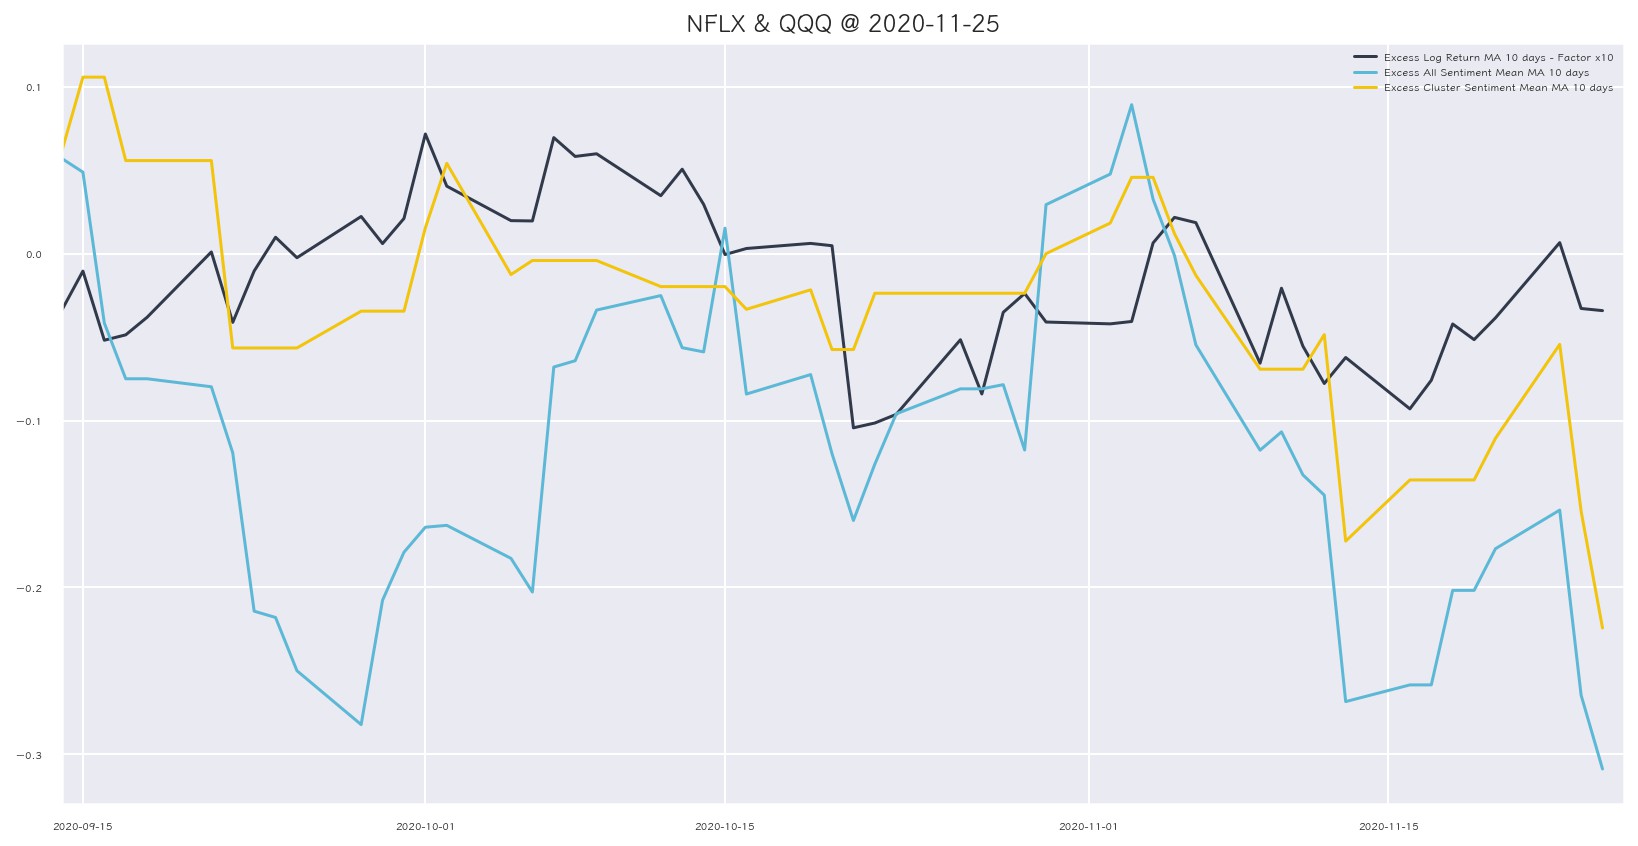 NFLX & QQQ @ 2020-11-25
Excess Log Return MA 10 days - Factor x10
Excess All Sentiment Mean MA 10 days
Excess Cluster Sentiment Mean MA 10 days
0.1
0.0
−0.1
−0.2
−0.3
2020-09-15
2020-10-01
2020-10-15
2020-11-01
2020-11-15